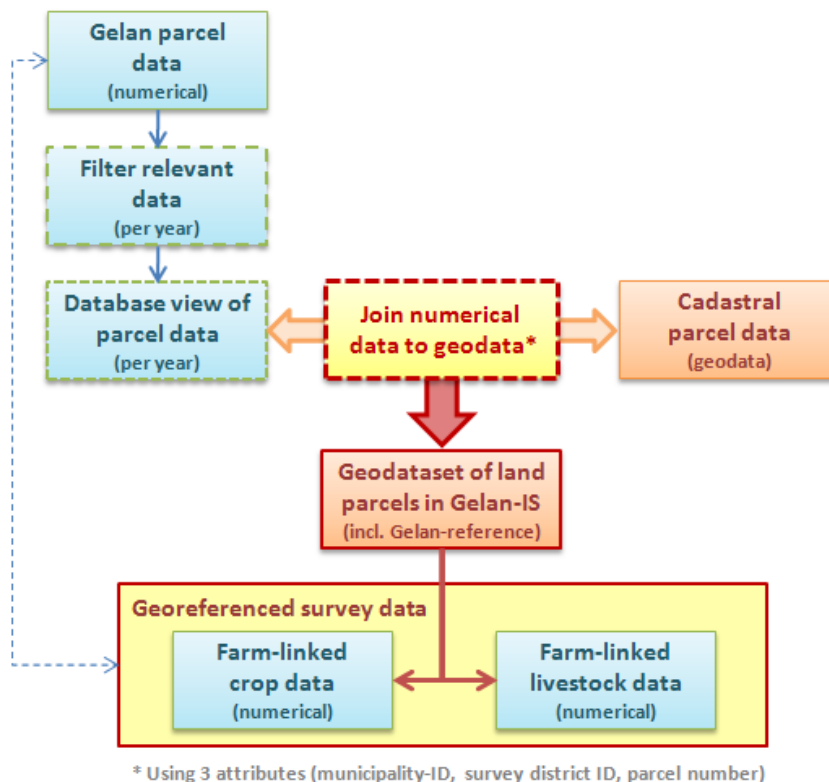 Gelan parcel
data
(numerical)
Filter relevant
data
(per year)
Database view of
parcel data
(per year)
Join numerical
data to geodata*
Cadastral
parcel data
(geodata)
Geodataset of land
parcels in Gelan-IS
(incl. Gelan-reference)
Georeferenced survey data
Farm-linked
crop data
(numerical)
Farm-linked
livestock data
(numerical)
* Using 3 attributes (municipality-ID, survey district ID, parcel number)